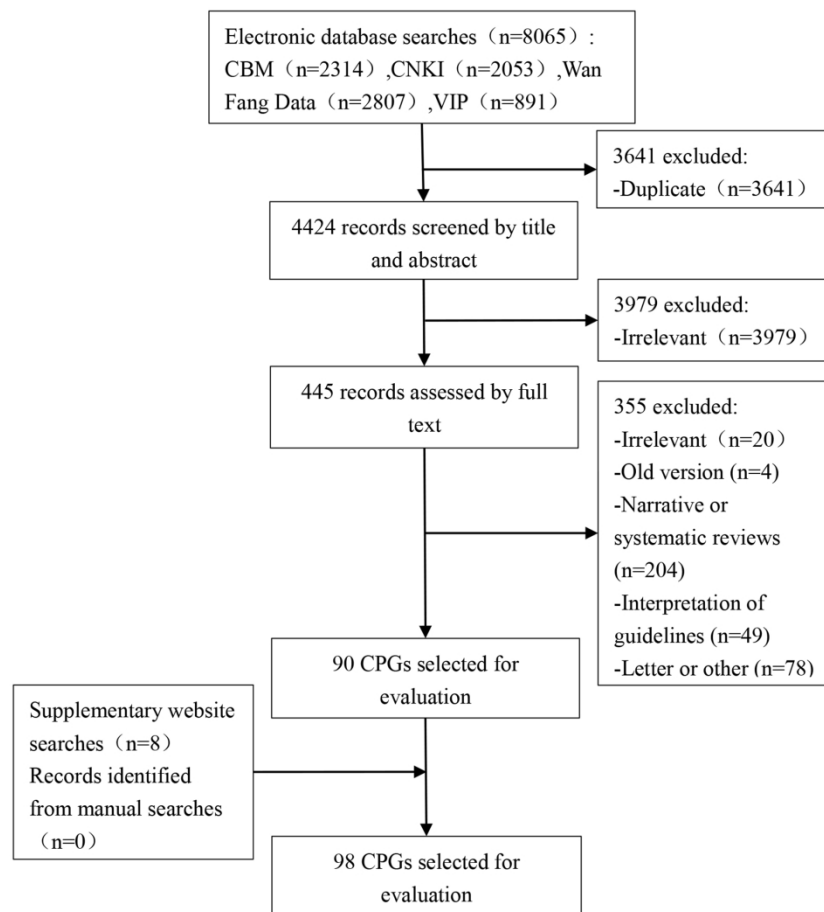 Electronic database searches（n=8065）:
CBM（n=2314）,CNKI（n=2053）,Wan
Fang Data（n=2807）,VIP（n=891）
3641 excluded:
-Duplicate（n=3641）
4424 records screened by title
and abstract
3979 excluded:
-Irrelevant（n=3979）
445 records assessed by full
text
355 excluded:
-Irrelevant（n=20）
-Old version (n=4)
-Narrative or
systematic reviews
(n=204)
-Interpretation of
guidelines (n=49)
-Letter or other (n=78)
90 CPGs selected for
evaluation
Supplementary website
searches（n=8）
Records identified
from manual searches
（n=0）
98 CPGs selected for
evaluation